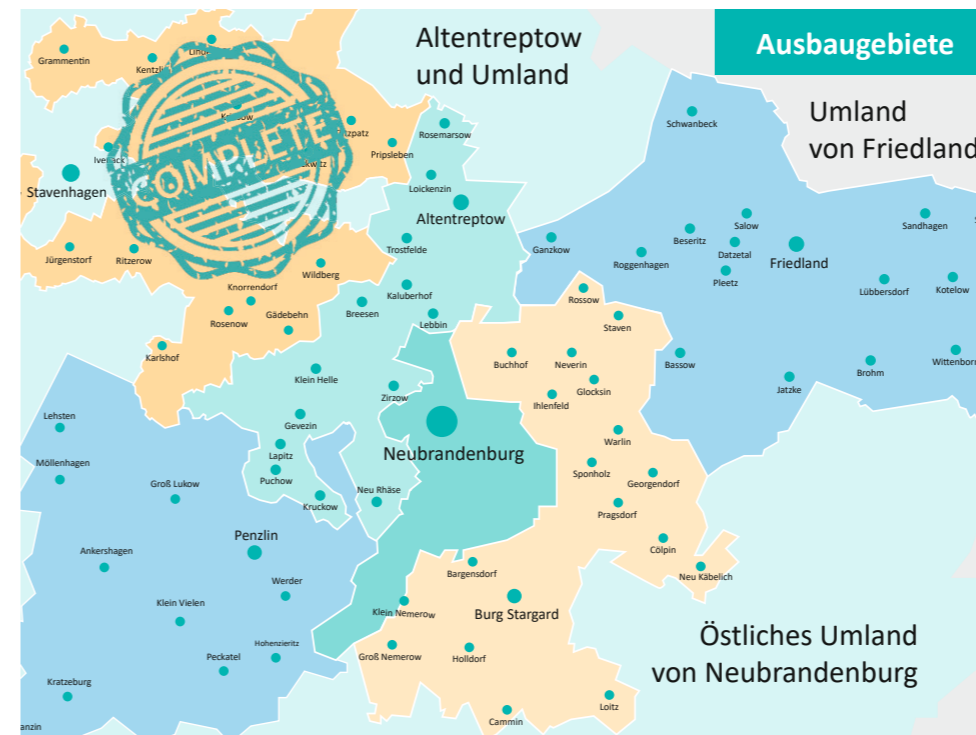 Altentreptow
und Umland
Ausbaugebiete
Umland
von Friedland
Grammentin
Kentzlin
COMPLETE
Ivenack
Stavenhagen
Pripsleben
Rosemarsow
Loickenzin
Altentreptow
Schwanbeck
Jürgenstorf
Ritzerow
Wildberg
Trostfelde
Ganzkow
Roggenhagen
Beseritz
Salow
Datzetal
Pleetz
Friedland
Sandhagen
Lübbersdorf
Kotelow
Knorrendorf
Rosenow
Gädebehn
Breesen
Kaluberhof
Lebbin
Rossow
Staven
Karlshof
Klein Helle
Zirzow
Buchhof
Neverin
Glocksin
Ihlenfeld
Bassow
Jatzke
Brohm
Wittenborn
Lehsten
Gevezin
Neubrandenburg
Warlin
Möllenhagen
Lapitz
Puchow
Groß Lukow
Kruckow
Neu Rhäse
Sponholz
Georgendorf
Pragsdorf
Penzlin
Cölpin
Ankershagen
Werder
Bargensdorf
Neu Käbelich
Klein Vielen
Klein Nemerow
Burg Stargard
Östliches Umland
von Neubrandenburg
Hohenzieritz
Peckatel
Groß Nemerow
Holldorf
Kratzeburg
Loitz
Cammin
anzin